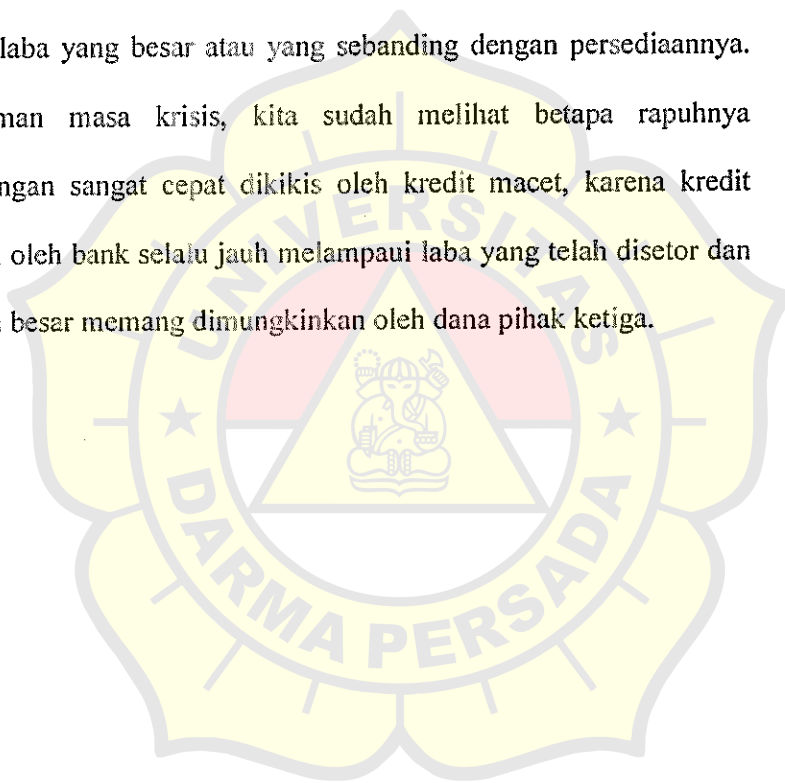 laba yang besar atau yang sebanding dengan persediaannya.
masa krisis, kita sudah melihat betapa rapuhnya
sangat cepat dikikis oleh kredit macet, karena kredit
oleh bank selalu jauh melampaui laba yang telah disetor dan
besar memang dimungkinkan oleh dana pihak ketiga.
UNIVERSITAS
DARMA PERSADA